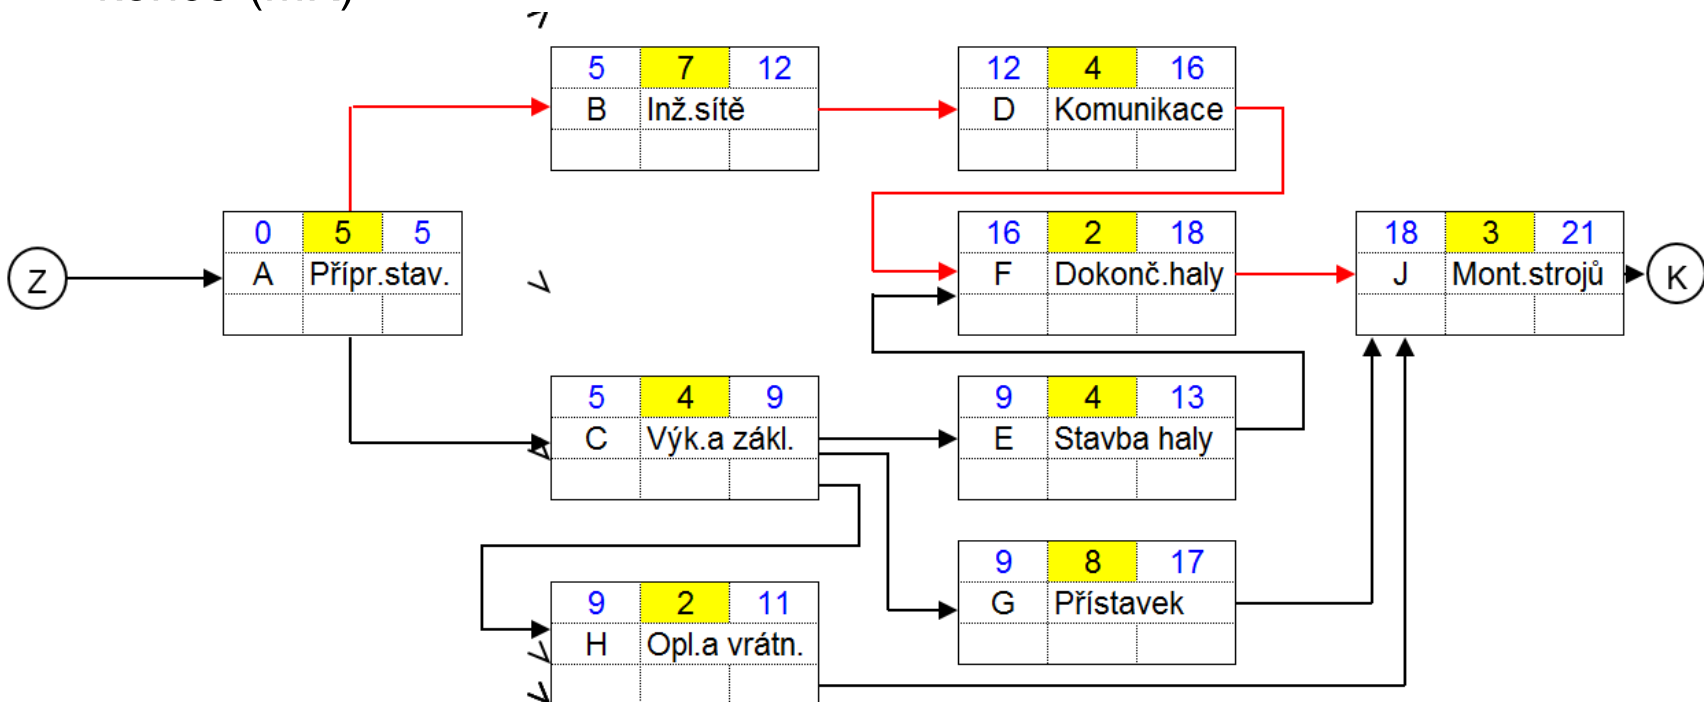 5 7 12
B Inž.sítě
12 4 16
D Komunikace
0 5 5
A Přípr.stav.
16 2 18
F Dokonč.haly
18 3 21
J Mont.strojů
Z
K
5 4 9
C Výk.a zákl.
9 4 13
E Stavba haly
9 8 17
G Přístavek
9 2 11
H Opl.a vrátn.